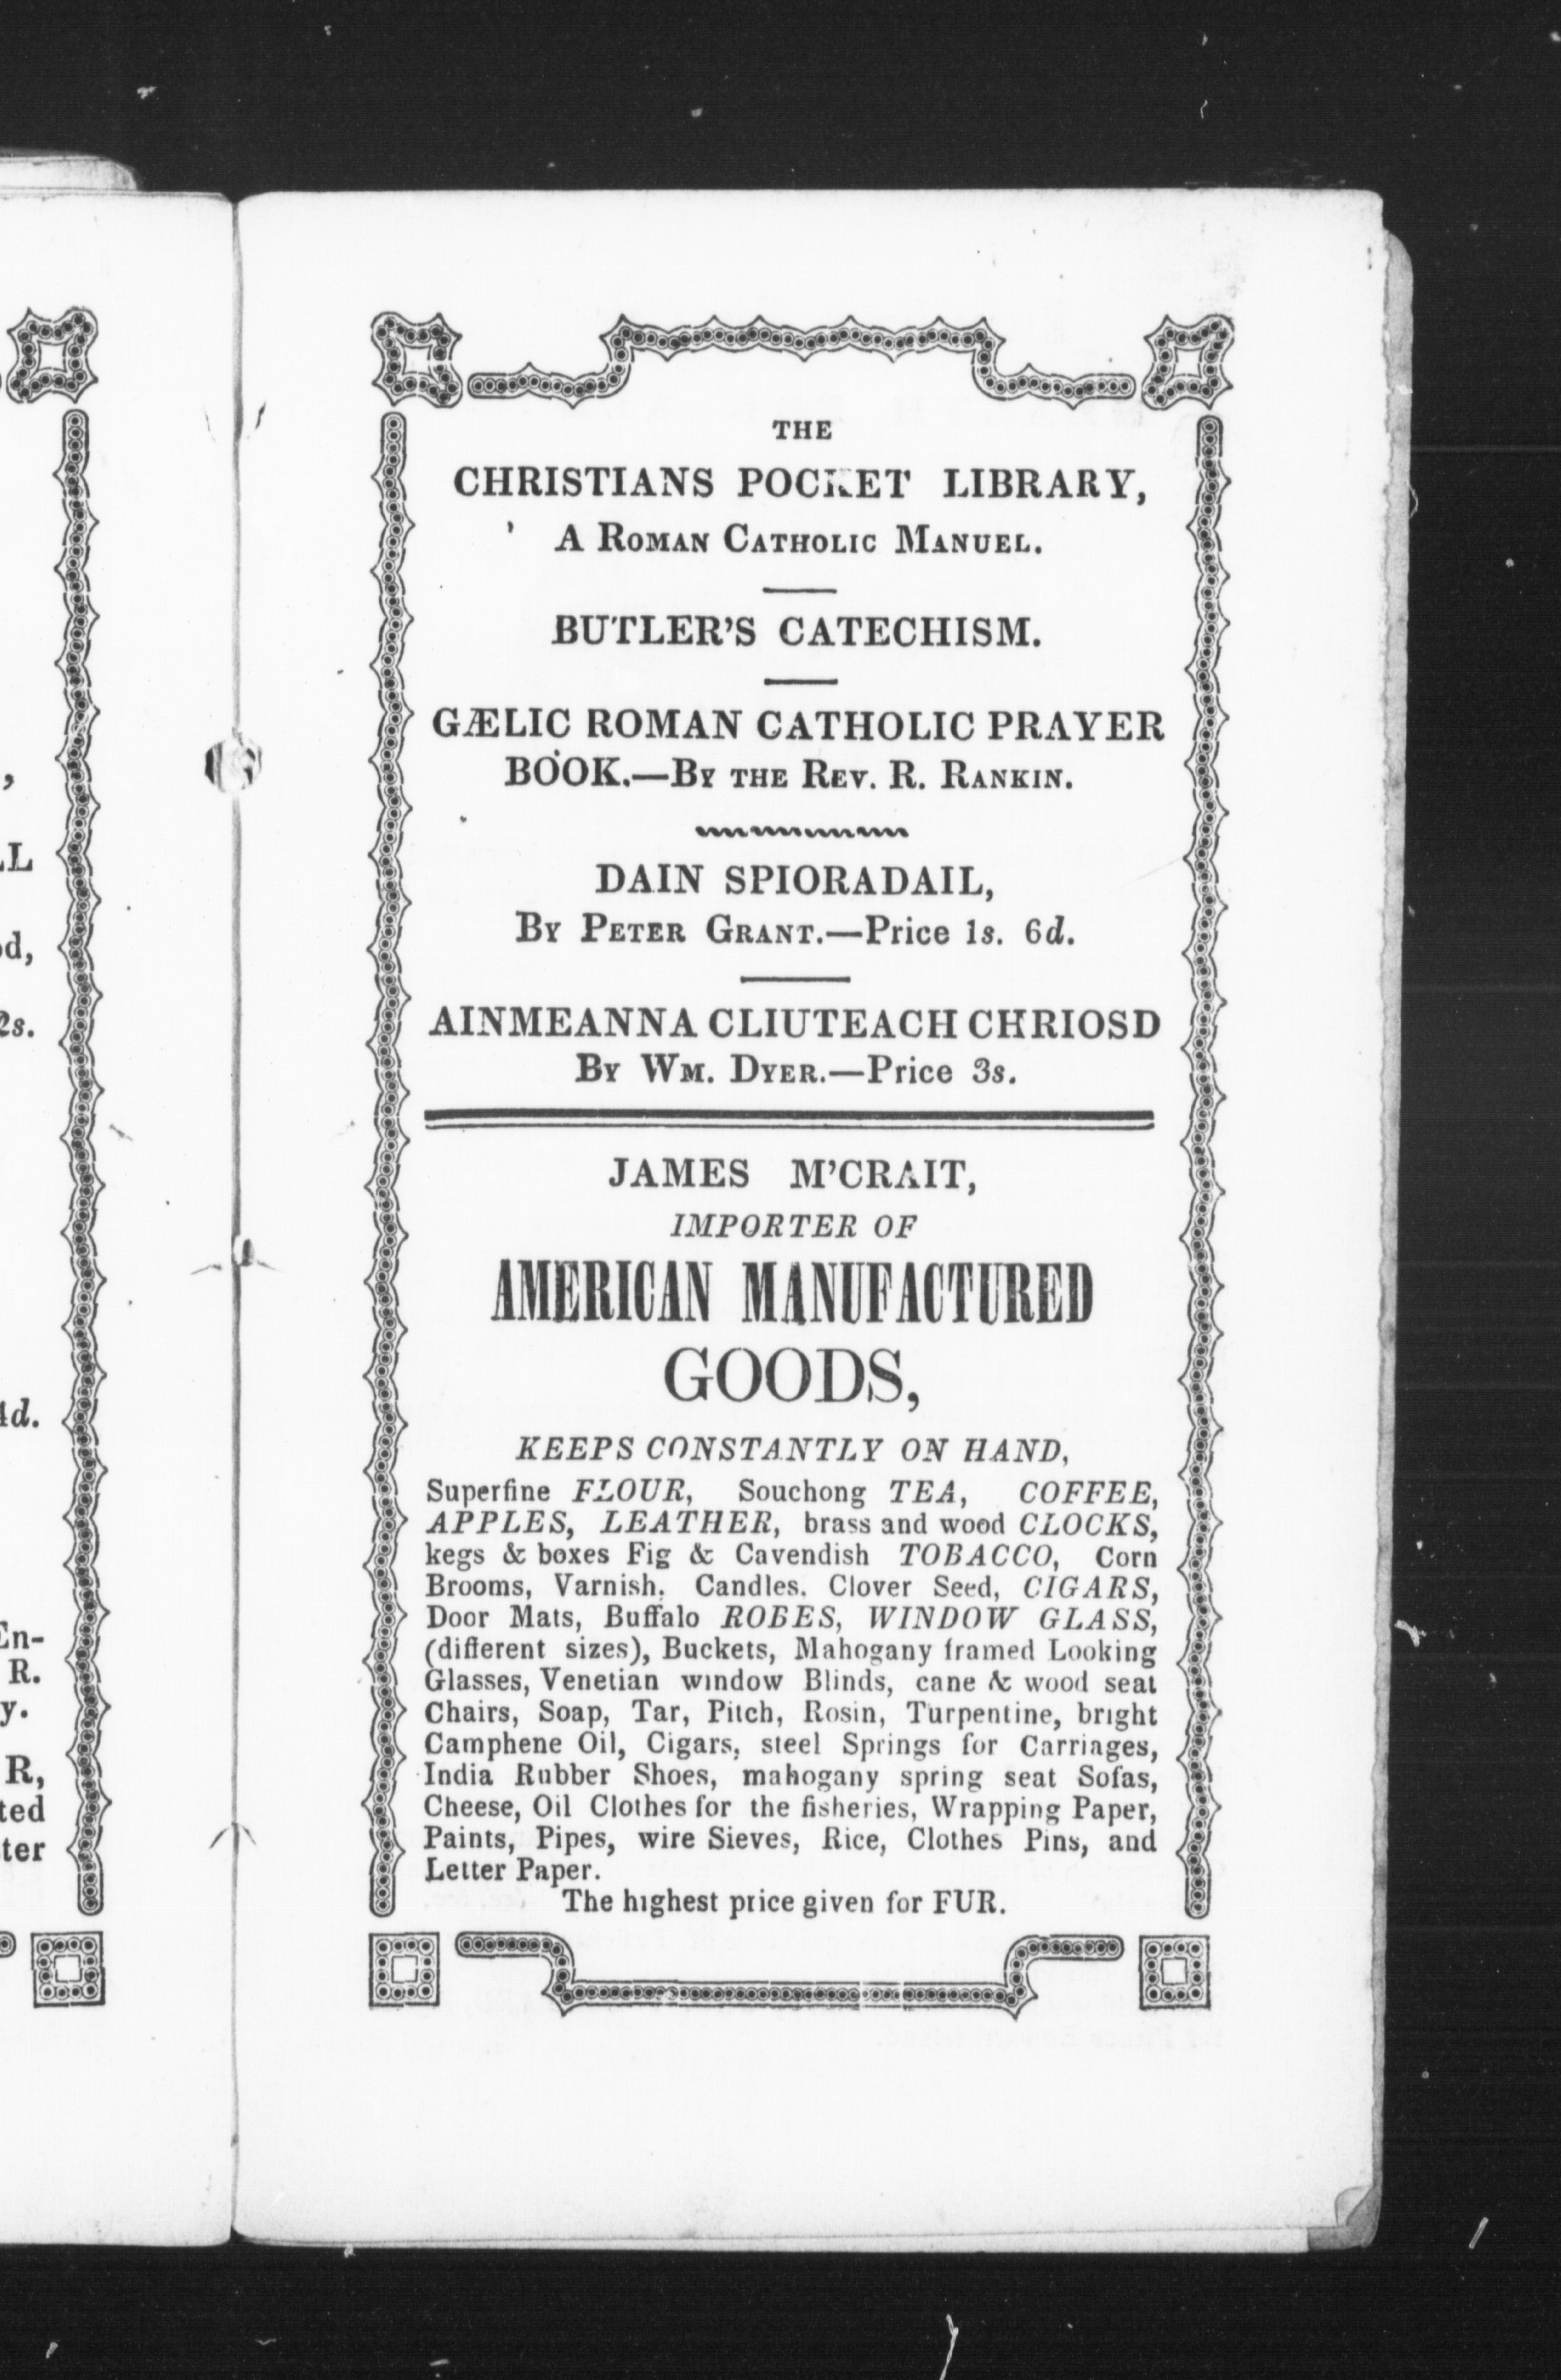 ,
LL
d,
2s.
4d.
En-
R.
y.
R,
ted
ter
THE
CHRISTIANS POCKET LIBRARY,
A ROMAN CATHOLIC MANUEL.
BUTLER'S CATECHISM.
GÆLIC ROMAN CATHOLIC PRAYER
BOOK.—BY THE REV. R. RANKIN.
DAIN SPIORADAIL,
BY PETER GRANT.—Price 1s. 6d.
AINMEANNA CLIUTEACH CHRIOSD
BY WM. DYER.—Price 3s.
JAMES M'CRAIT,
IMPORTER OF
AMERICAN MANUFACTURED
GOODS,
KEEPS CONSTANTLY ON HAND,
Superfine FLOUR, Souchong TEA, COFFEE,
APPLES, LEATHER, brass and wood CLOCKS,
kegs & boxes Fig & Cavendish TOBACCO, Corn
Brooms, Varnish, Candles. Clover Seed, CIGARS,
Door Mats, Buffalo ROBES, WINDOW GLASS,
(different sizes), Buckets, Mahogany framed Looking
Glasses, Venetian window Blinds, cane & wood seat
Chairs, Soap, Tar, Pitch, Rosin, Turpentine, bright
Camphene Oil, Cigars, steel Springs for Carriages,
India Rubber Shoes, mahogany spring seat Sofas,
Cheese, Oil Clothes for the fisheries, Wrapping Paper,
Paints, Pipes, wire Sieves, Rice, Clothes Pins, and
Letter Paper.
The highest price given for FUR.